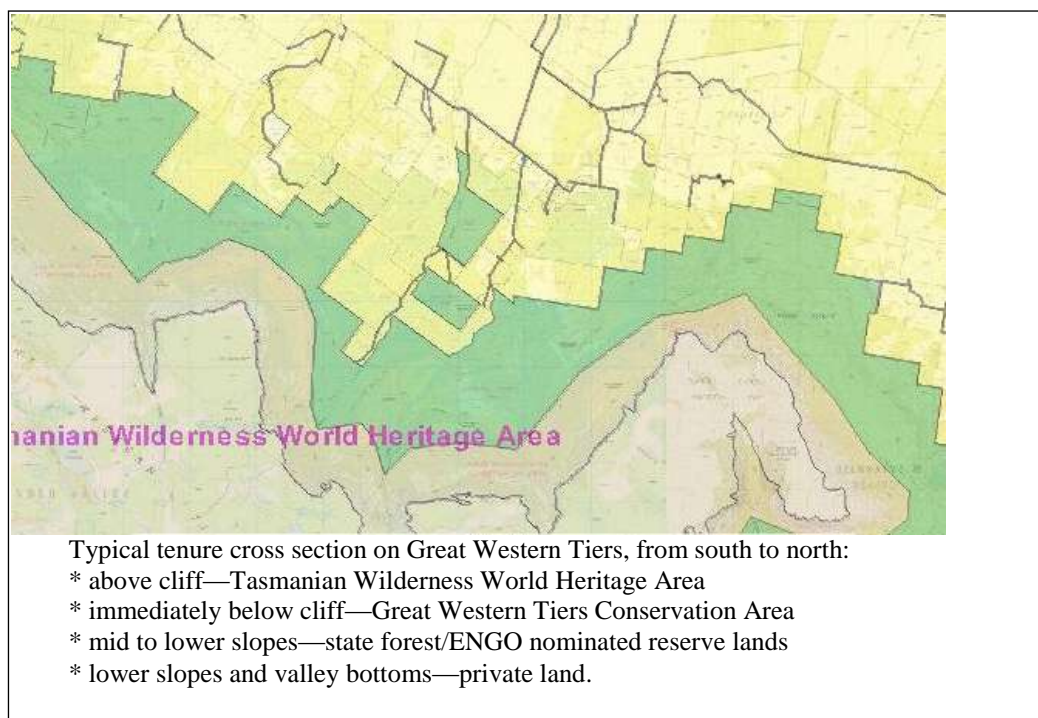 manian Wilderness World Heritage Area
Typical tenure cross section on Great Western Tiers, from south to north:
* above cliff—Tasmanian Wilderness World Heritage Area
* immediately below cliff—Great Western Tiers Conservation Area
* mid to lower slopes—state forest/ENGO nominated reserve lands
* lower slopes and valley bottoms—private land.